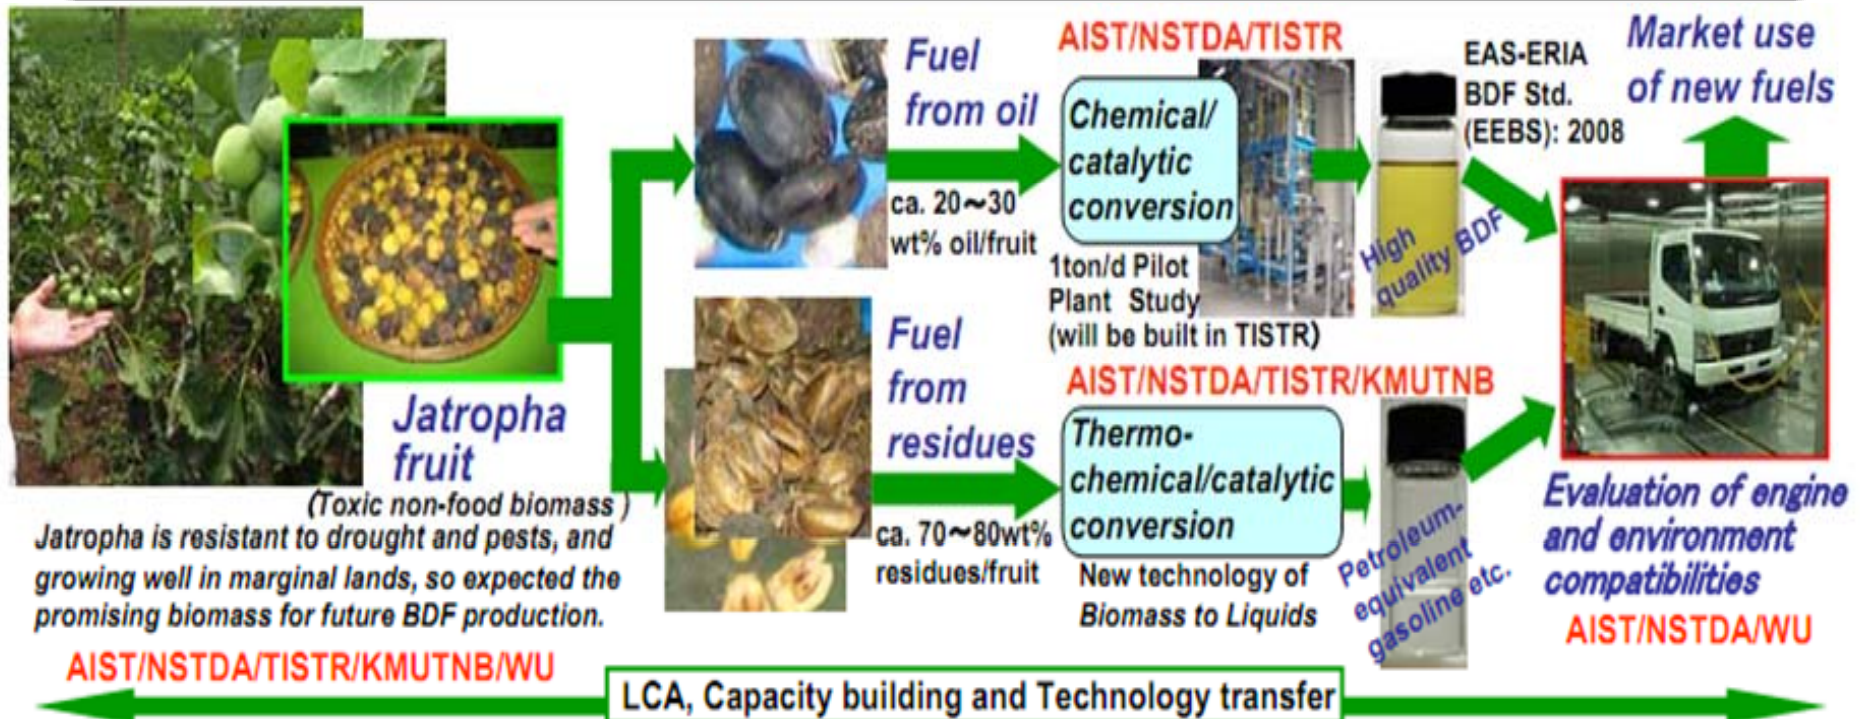 Jatropha
fruit
(Toxic non-food biomass )
Jatropha is resistant to drought and pests, and
growing well in marginal lands, so expected the
promising biomass for future BDF production.
AIST/NSTDA/TISTR/KMUTNB/WU
Fuel
from oil
ca. 20~30
wt% oil/fruit
AIST/NSTDA/TISTR
Chemical/
catalytic
conversion
1ton/d Pilot
Plant Study
(will be built in TISTR)
High
quality BDF
EAS-ERIA
BDF Std.
(EEBS): 2008
Market use
of new fuels
Fuel
from
residues
ca. 70~80wt%
residues/fruit
AIST/NSTDA/TISTR/KMUTNB
Thermo-
chemical/catalytic
conversion
New technology of
Biomass to Liquids
Petroleum-
equivalent
gasoline etc.
Evaluation of engine
and environment
compatibilities
AIST/NSTDA/WU
LCA, Capacity building and Technology transfer